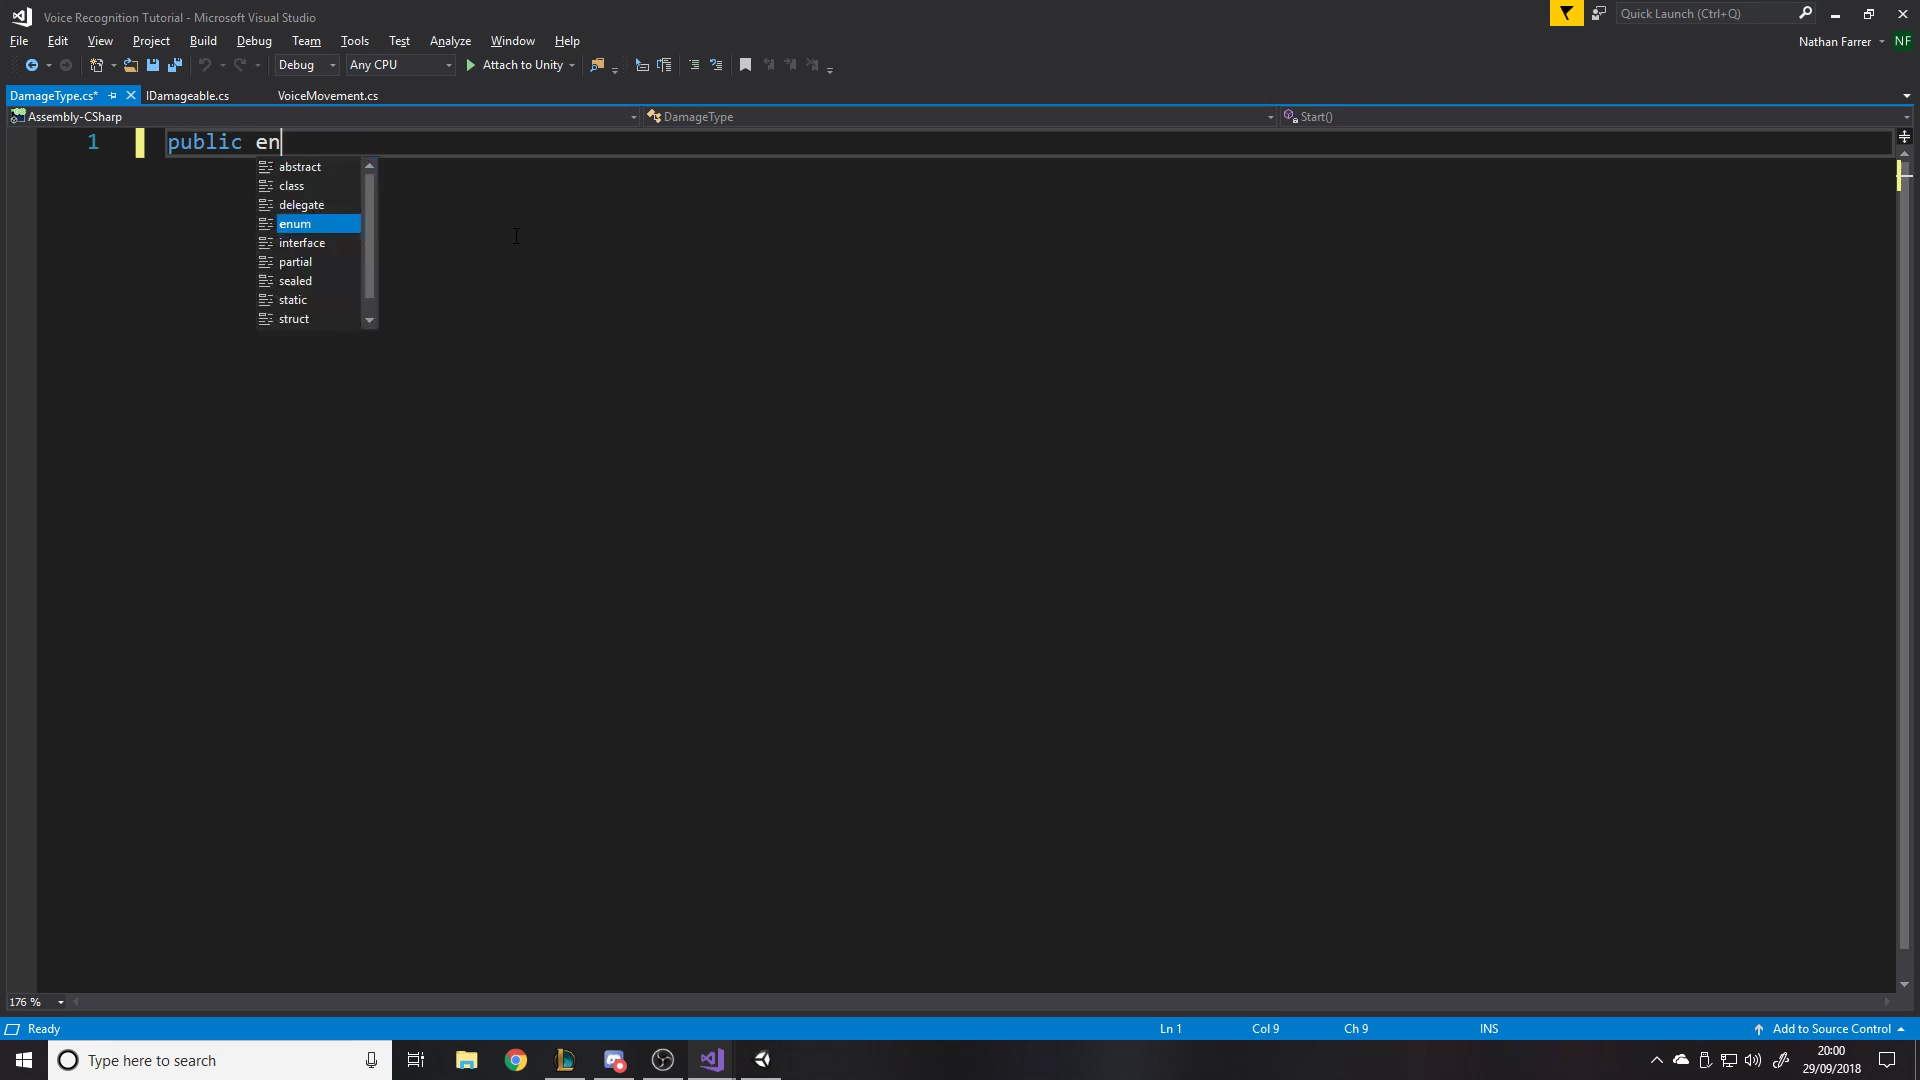 Voice Recognition Tutorial - Microsoft Visual Studio
Quick Launch (Ctrl+Q)
File Edit View Project Build Debug Team Tools Test Analyze Window Help
Nathan Farrer NF
Debug Any CPU Attach to Unity
DamageType.cs* IDamageable.cs VoiceMovement.cs
Assembly-CSharp DamageType Start()
1 public en
abstract
class
delegate
enum
interface
partial
sealed
static
struct
176 %
Ready Ln 1 Col 9 Ch 9 INS Add to Source Control
Type here to search
20:00
29/09/2018